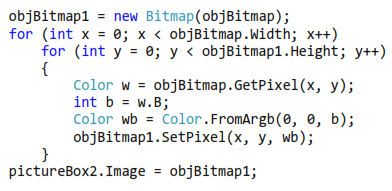 objBitmap1 = new Bitmap(objBitmap);
for (int x = 0; x < objBitmap.Width; x++)
    for (int y = 0; y < objBitmap1.Height; y++)
    {
        Color w = objBitmap.GetPixel(x, y);
        int b = w.B;
        Color wb = Color.FromArgb(0, 0, b);
        objBitmap1.SetPixel(x, y, wb);
    }
pictureBox2.Image = objBitmap1;